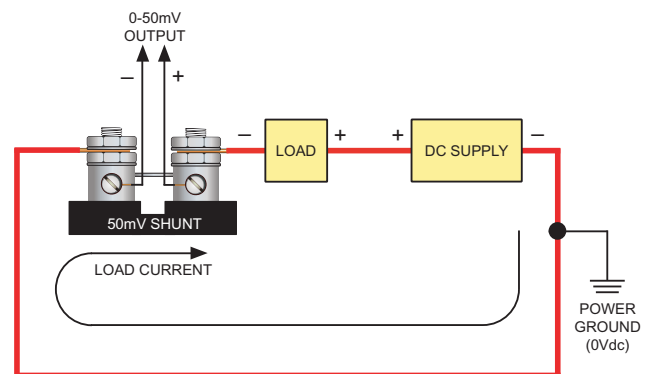 0-50mV
OUTPUT
– +
– LOAD + + DC SUPPLY –
50mV SHUNT
LOAD CURRENT
POWER
GROUND
(0Vdc)